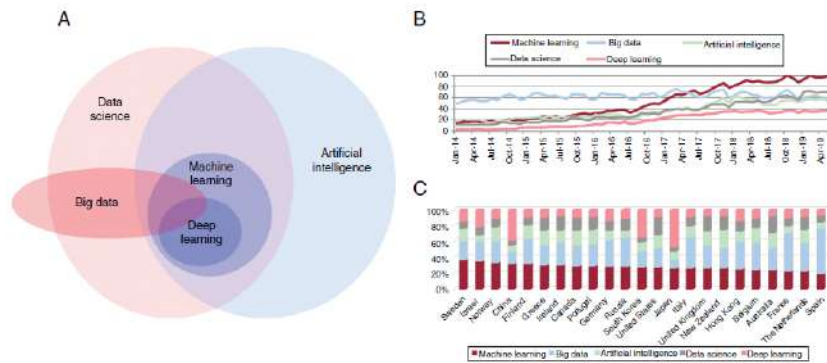 A
Data
science
Artificial
intelligence
Machine
learning
Big data
Deep
learning
B
Machine learning
Big data
Artificial intelligence
Data science
Deep learning
100
80
60
40
20
0
Jan-14
Apr-14
Jul-14
Oct-14
Jan-15
Apr-15
Jul-15
Oct-15
Jan-16
Apr-16
Jul-16
Oct-16
Jan-17
Apr-17
Jul-17
Oct-17
Jan-18
Apr-18
Jul-18
Oct-18
Jan-19
Apr-19
C
100%
80%
60%
40%
20%
0%
Sweden
Israel
Norway
China
Finland
Greece
Ireland
Canada
Portugal
Germany
Russia
South Korea
United States
Japan
Italy
United Kingdom
New Zealand
Hong Kong
Belgium
Australia
France
The Netherlands
Spain
Machine learning
Big data
Artificial intelligence
Data science
Deep learning